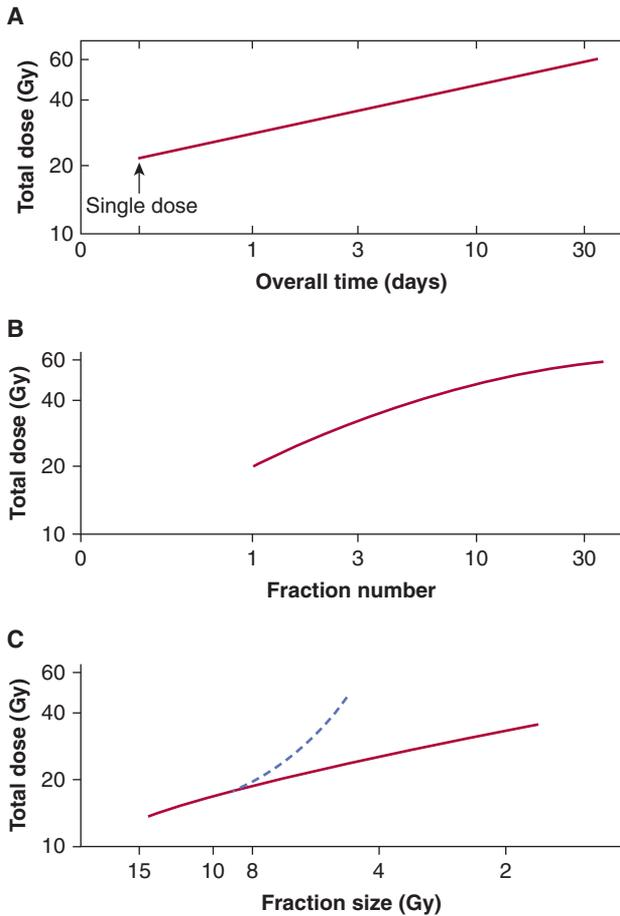 A
Total dose (Gy)
60
40
20
10
Single dose
0 1 3 10 30
Overall time (days)
B
Total dose (Gy)
60
40
20
10
0 1 3 10 30
Fraction number
C
Total dose (Gy)
60
40
20
10
15 10 8 4 2
Fraction size (Gy)